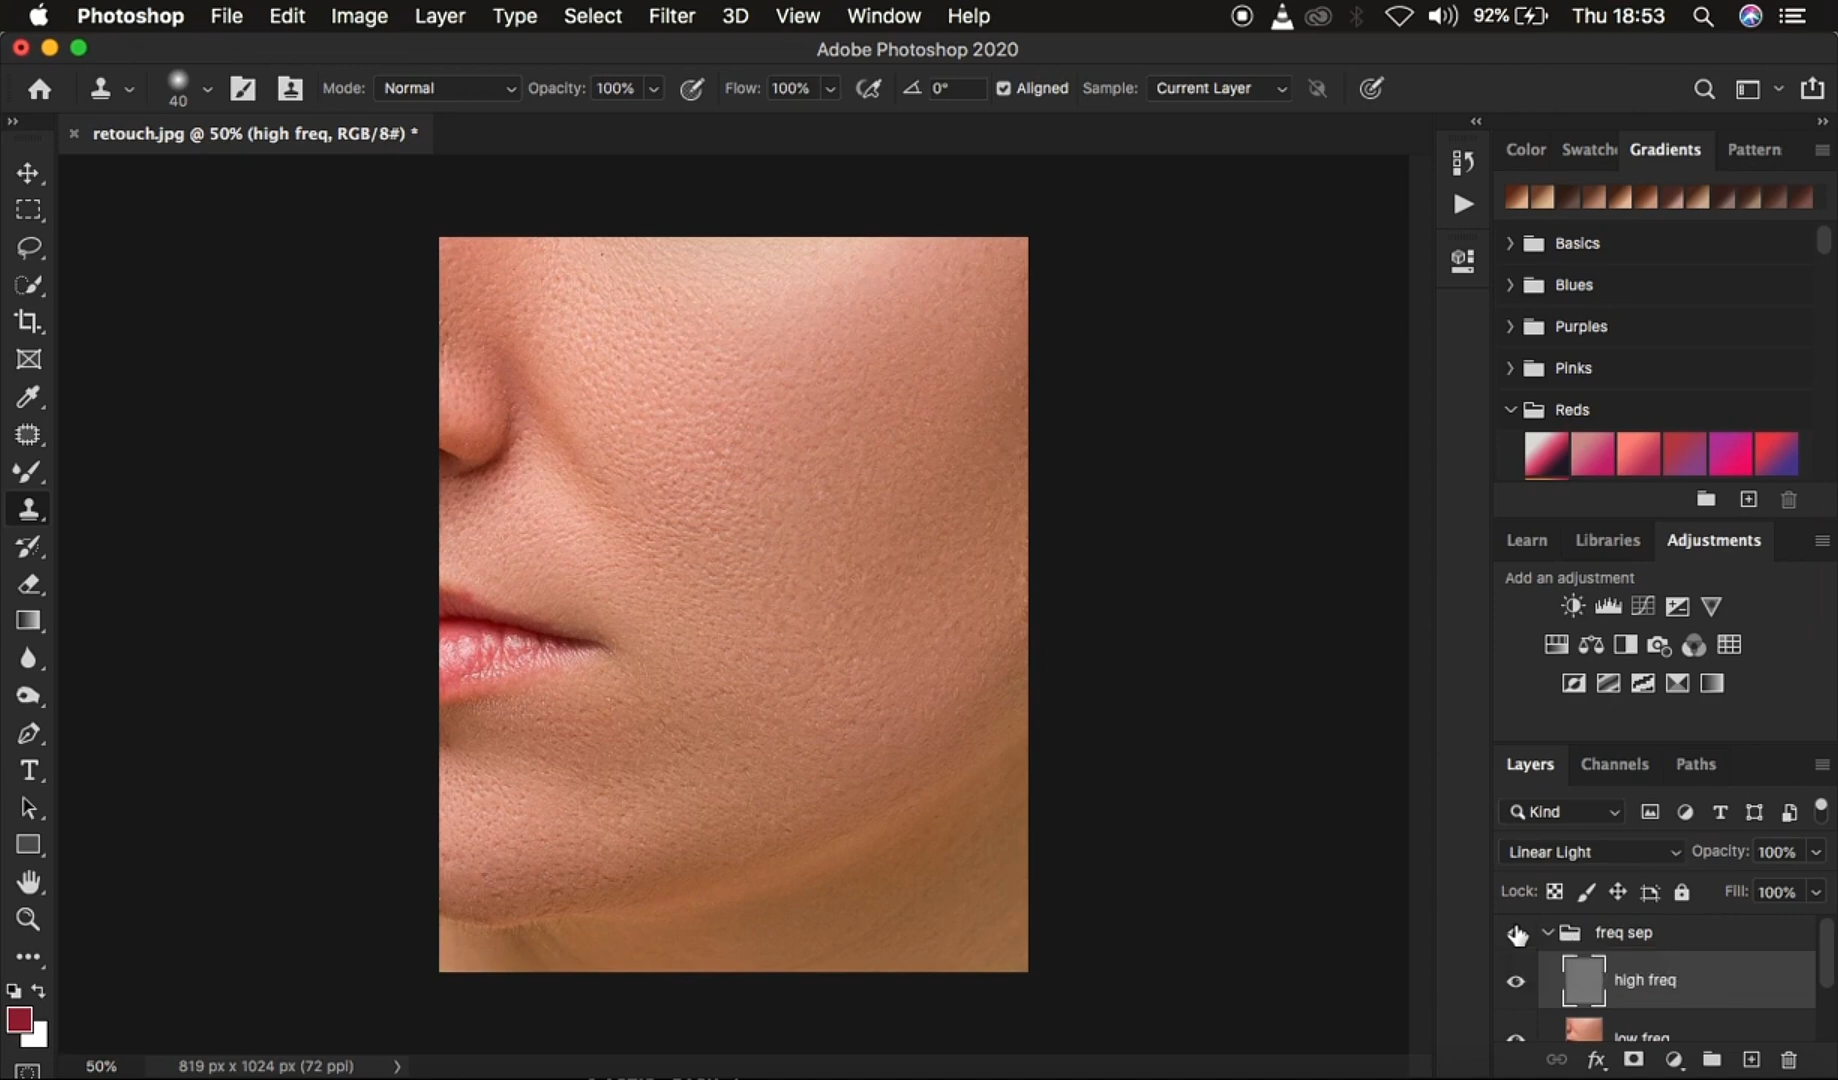 Photoshop File Edit Image Layer Type Select Filter 3D View Window Help 92% Thu 18:53
Adobe Photoshop 2020
40 Mode: Normal Opacity: 100% Flow: 100% 0° Aligned Sample: Current Layer
retouch.jpg @ 50% (high freq, RGB/8#) *
Color Swatche Gradients Pattern
Basics
Blues
Purples
Pinks
Reds
Learn Libraries Adjustments
Add an adjustment
Layers Channels Paths
Kind
Linear Light Opacity: 100%
Lock: Fill: 100%
freq sep
high freq
low freq
50% 819 px x 1024 px (72 ppi)